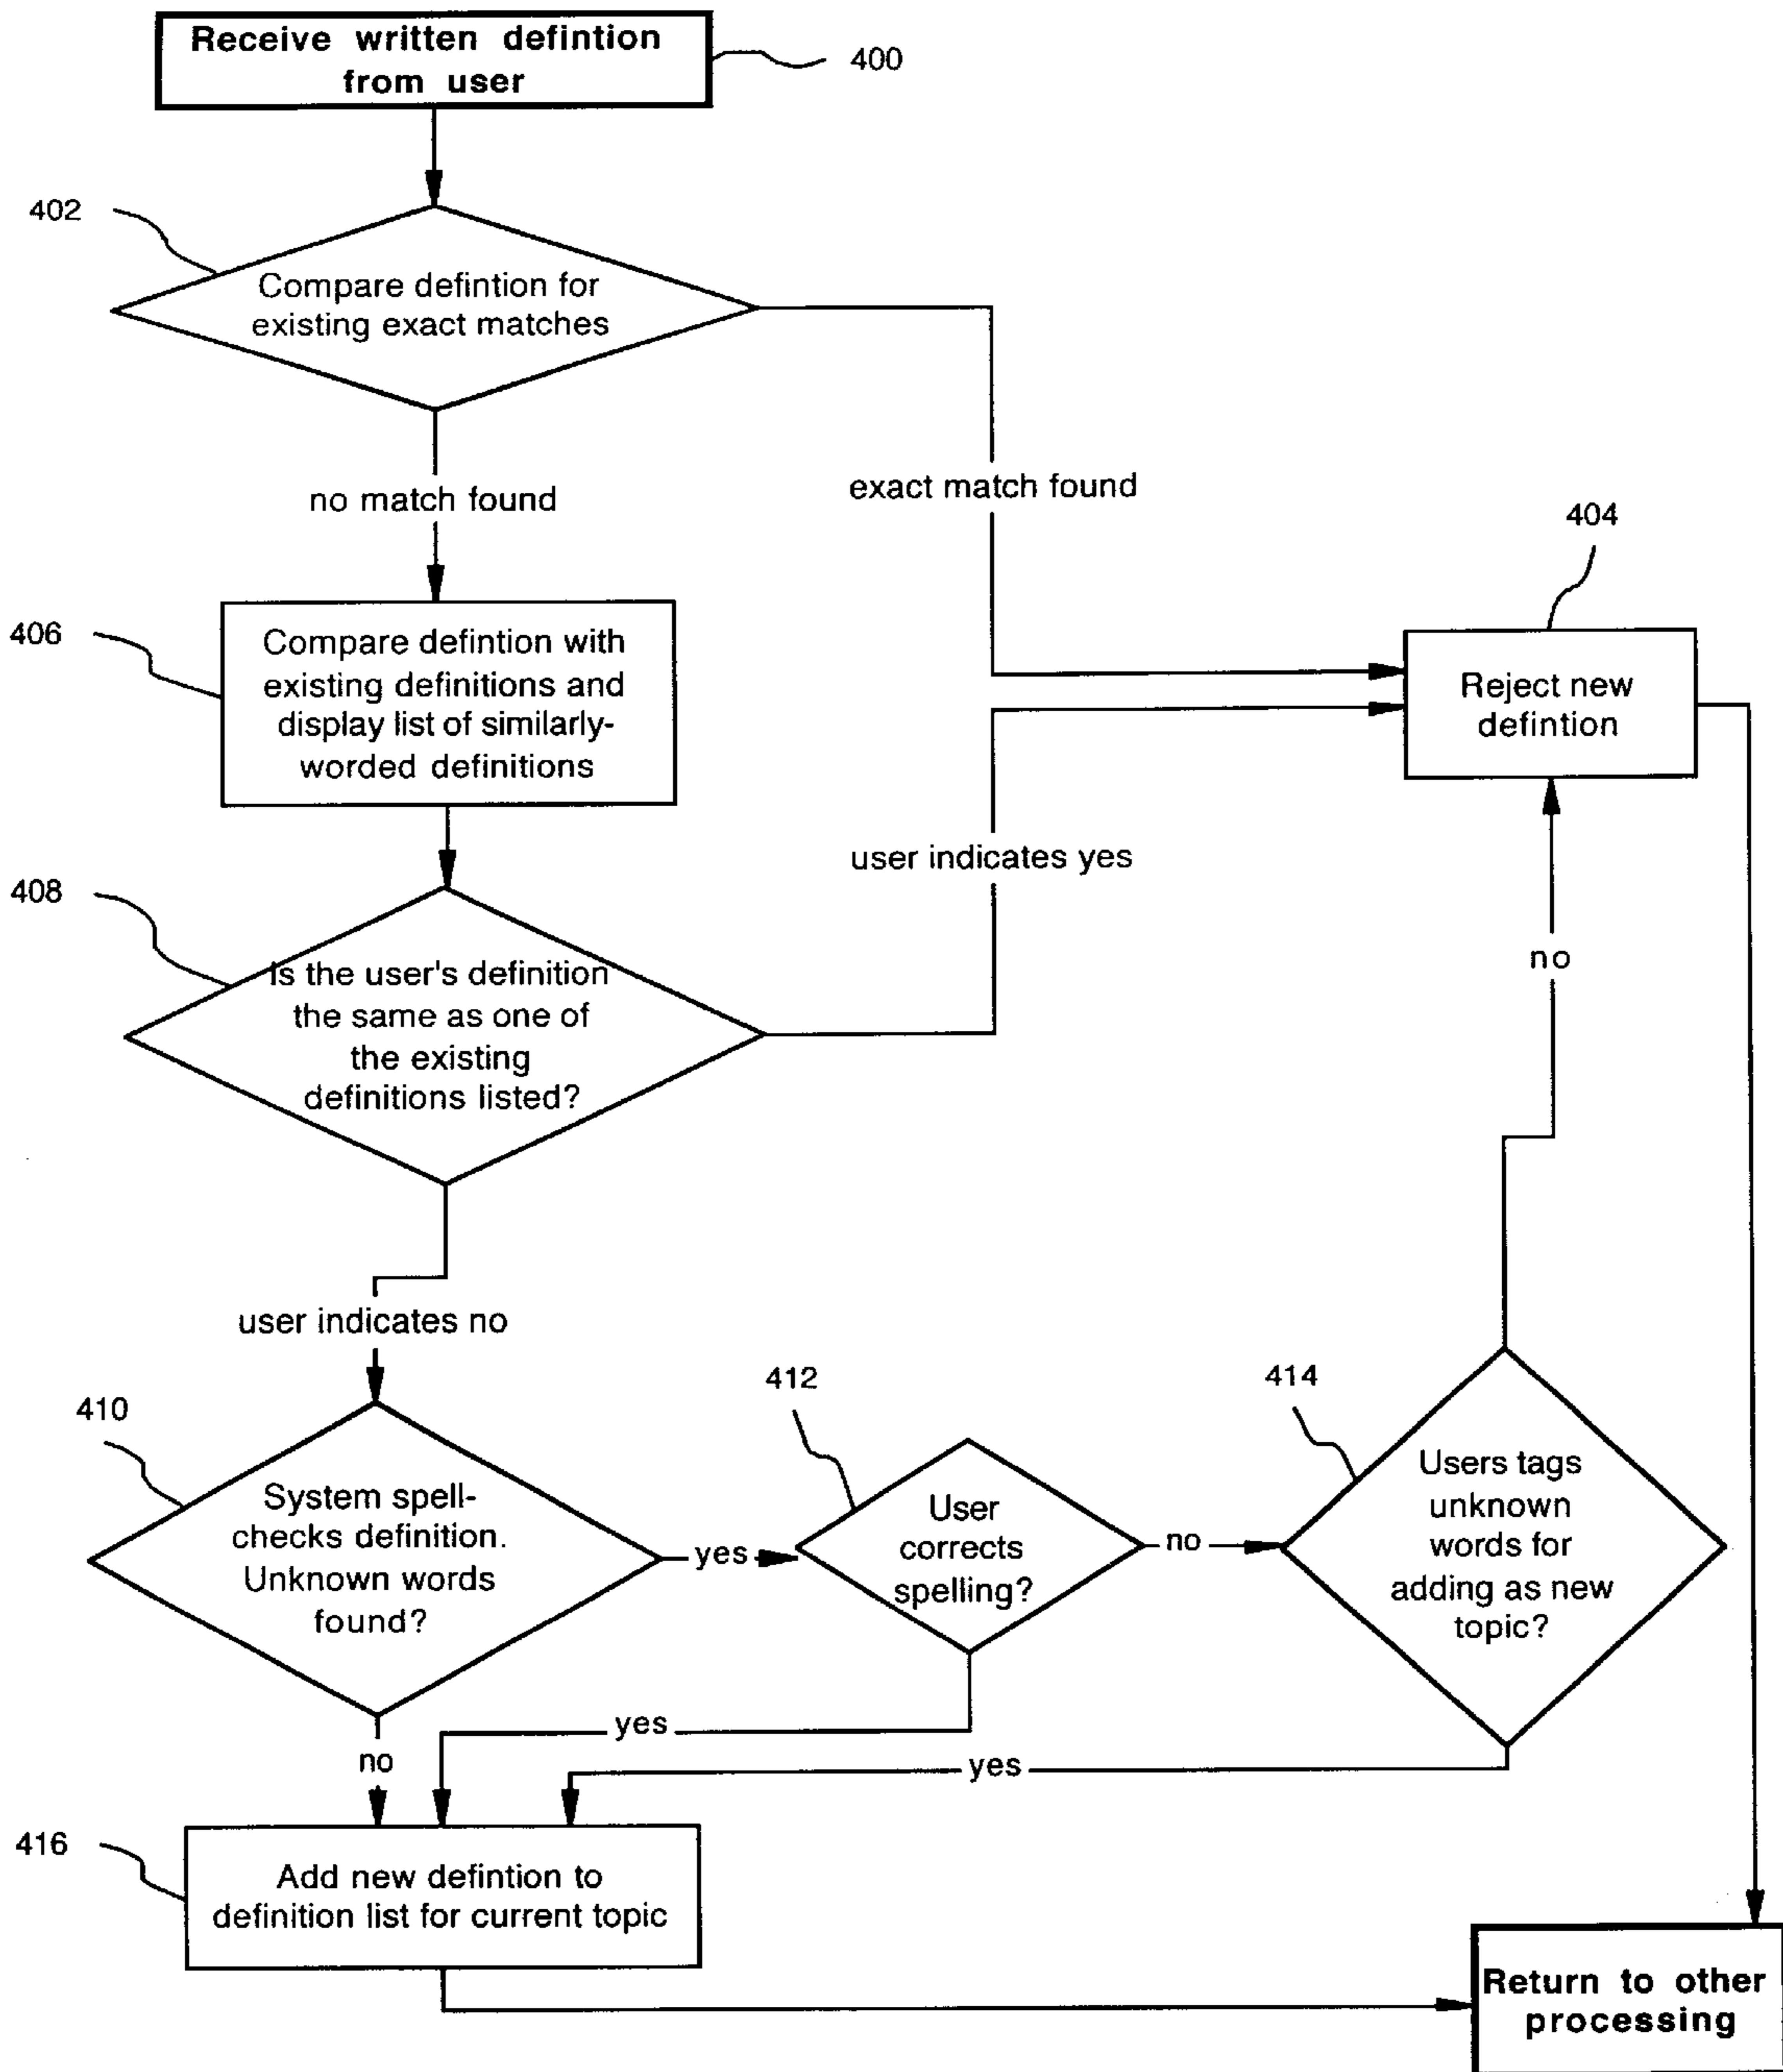 Receive written defintion
from user
400
402
Compare defintion for
existing exact matches
no match found
exact match found
404
406
Compare defintion with
existing definitions and
display list of similarly-
worded definitions
Reject new
defintion
user indicates yes
408
no
Is the user's definition
the same as one of
the existing
definitions listed?
user indicates no
410
412
414
System spell-
checks definition.
Unknown words
found?
yes
User
corrects
spelling?
no
Users tags
unknown
words for
adding as new
topic?
yes
no
yes
416
Add new defintion to
definition list for current topic
Return to other
processing